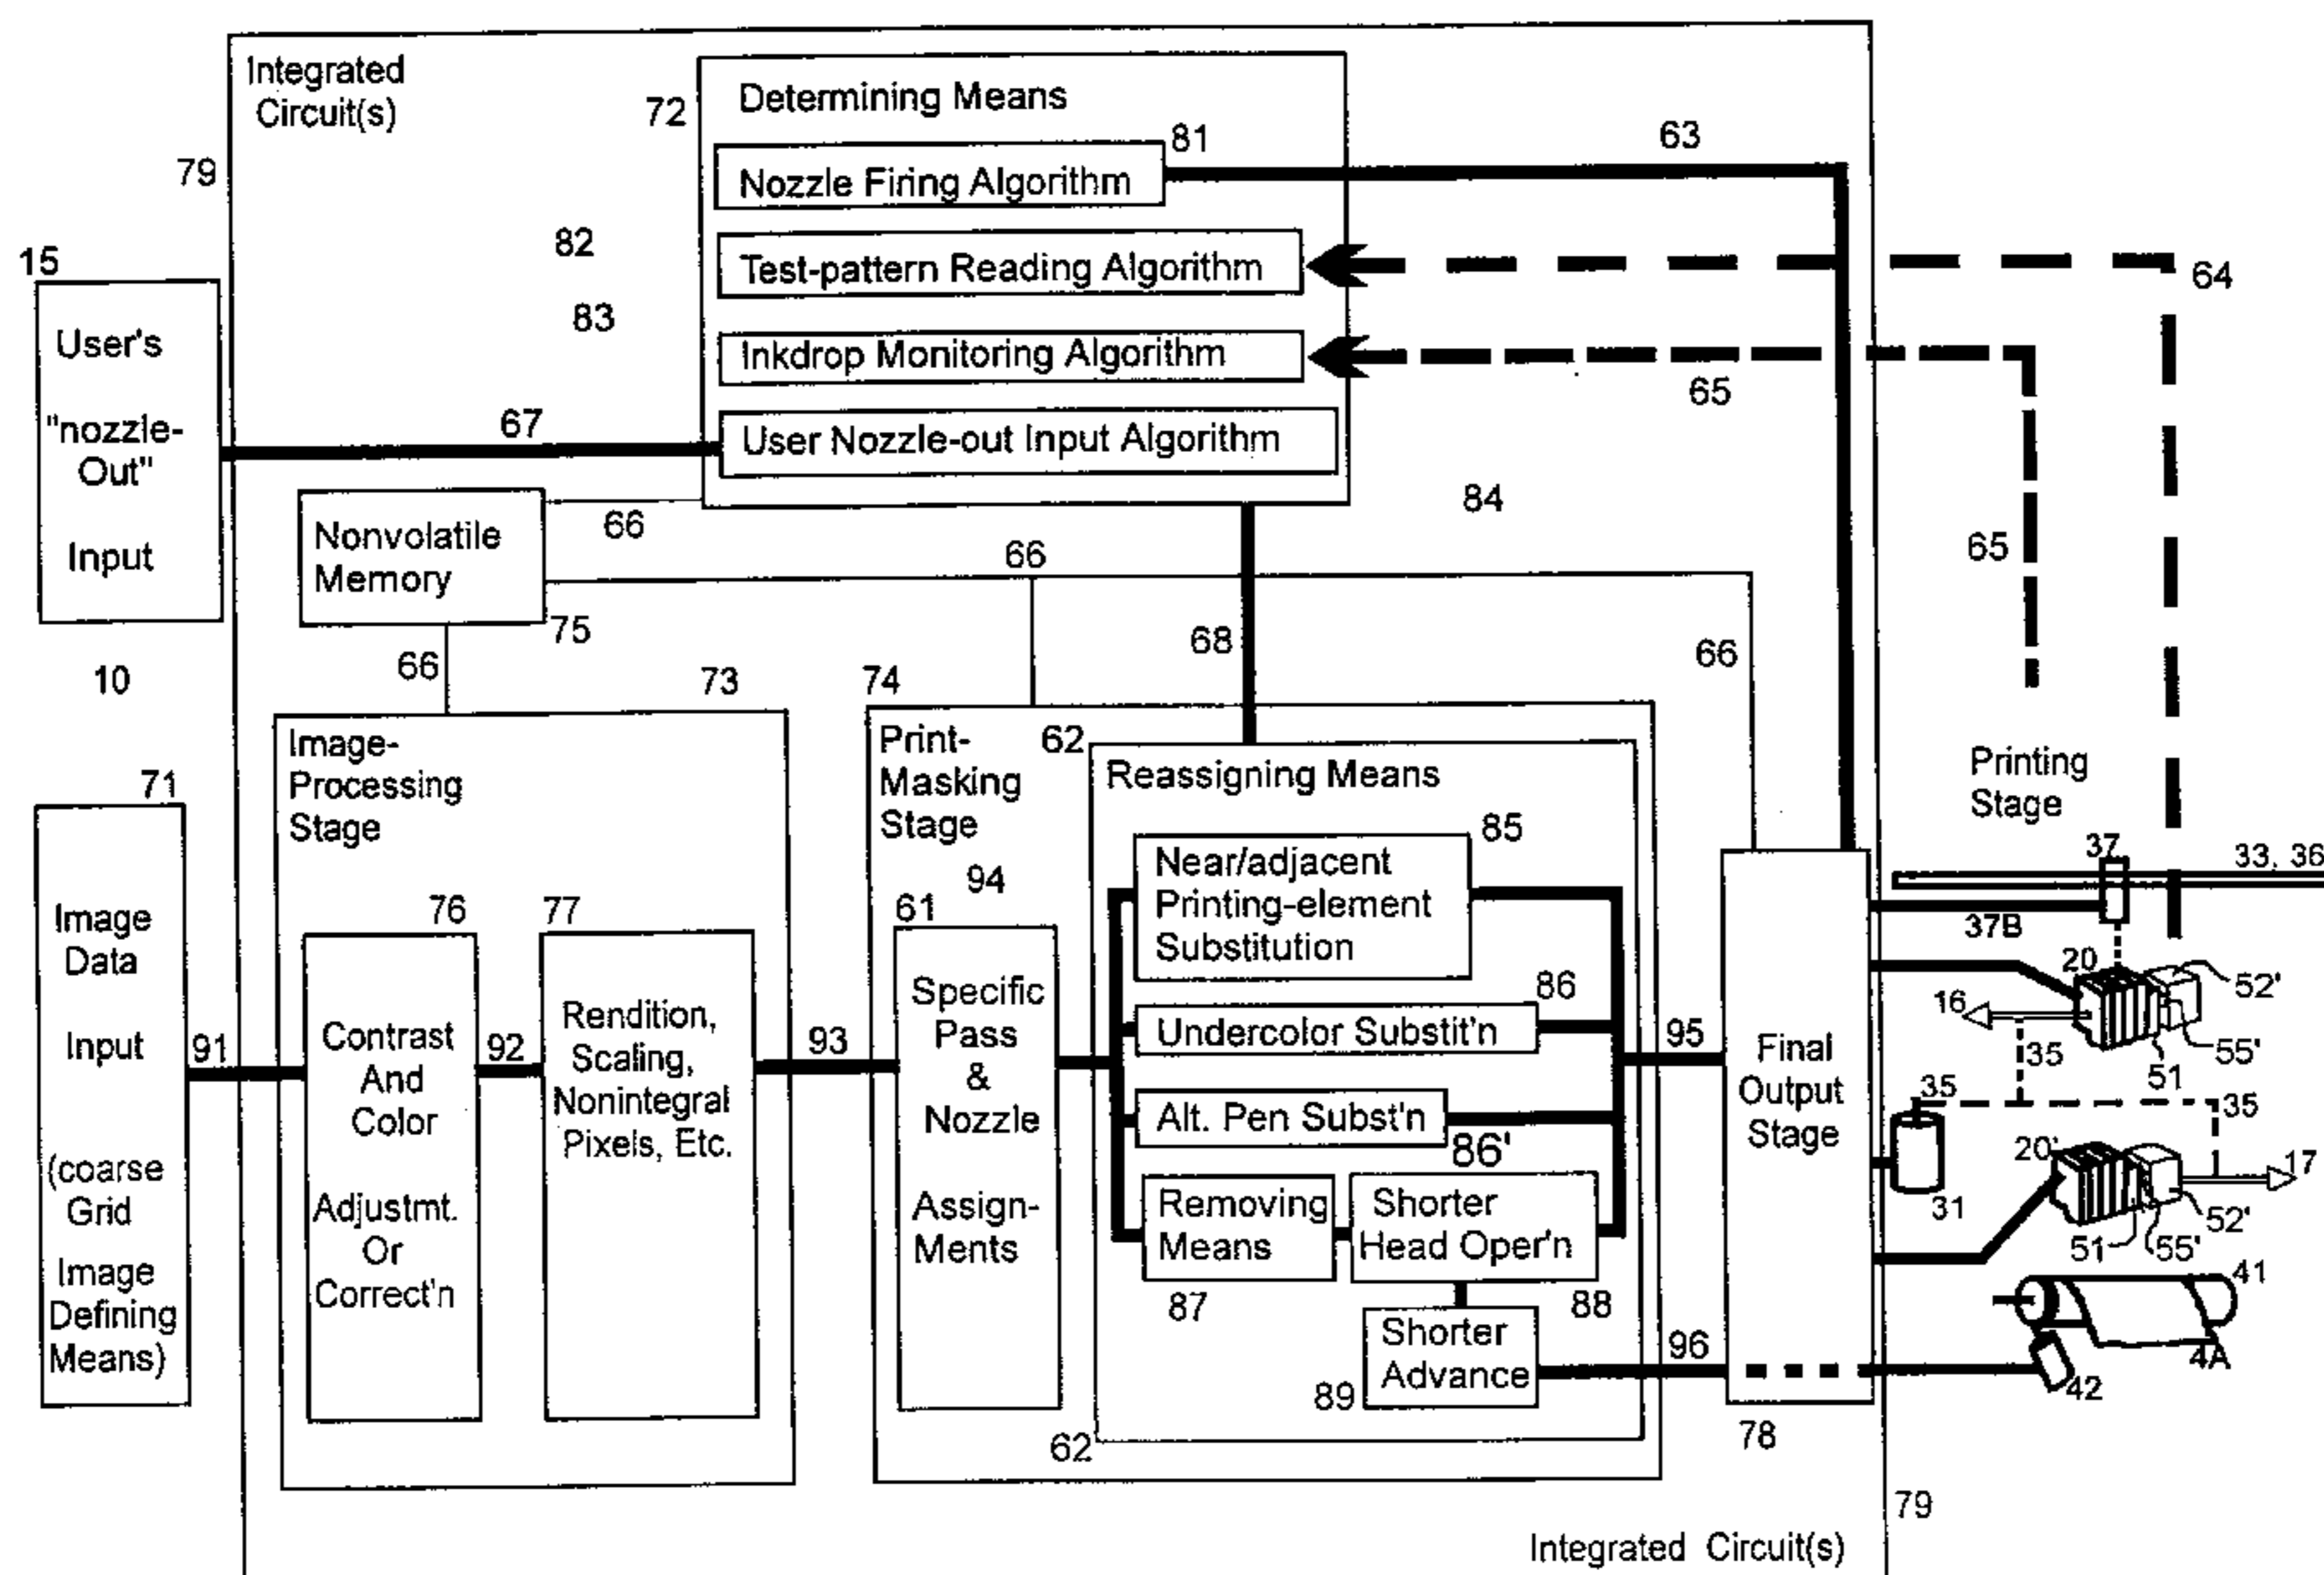 Integrated
Circuit(s)
79
72
Determining Means
81
Nozzle Firing Algorithm
63
82
Test-pattern Reading Algorithm
64
83
Inkdrop Monitoring Algorithm
65
65
User Nozzle-out Input Algorithm
84
15
User's
"nozzle-
Out"
Input
67
10
Nonvolatile
Memory
75
66
66
66
66
68
71
Image
Data
Input
(coarse
Grid
Image
Defining
Means)
91
73
Image-
Processing
Stage
76
Contrast
And
Color
Adjustmt.
Or
Correct'n
92
77
Rendition,
Scaling,
Nonintegral
Pixels, Etc.
93
74
Print-
Masking
Stage
94
61
Specific
Pass
&
Nozzle
Assign-
Ments
62
Reassigning Means
85
Near/adjacent
Printing-element
Substitution
86
Undercolor Substit'n
Alt. Pen Subst'n
86'
Removing
Means
87
Shorter
Head Oper'n
88
Shorter
Advance
89
62
95
96
Final
Output
Stage
78
Printing
Stage
37
33, 36
37B
20
52'
16
55'
51
35
35
35
31
20'
17
52'
51
55'
41
4A
42
79
Integrated Circuit(s)